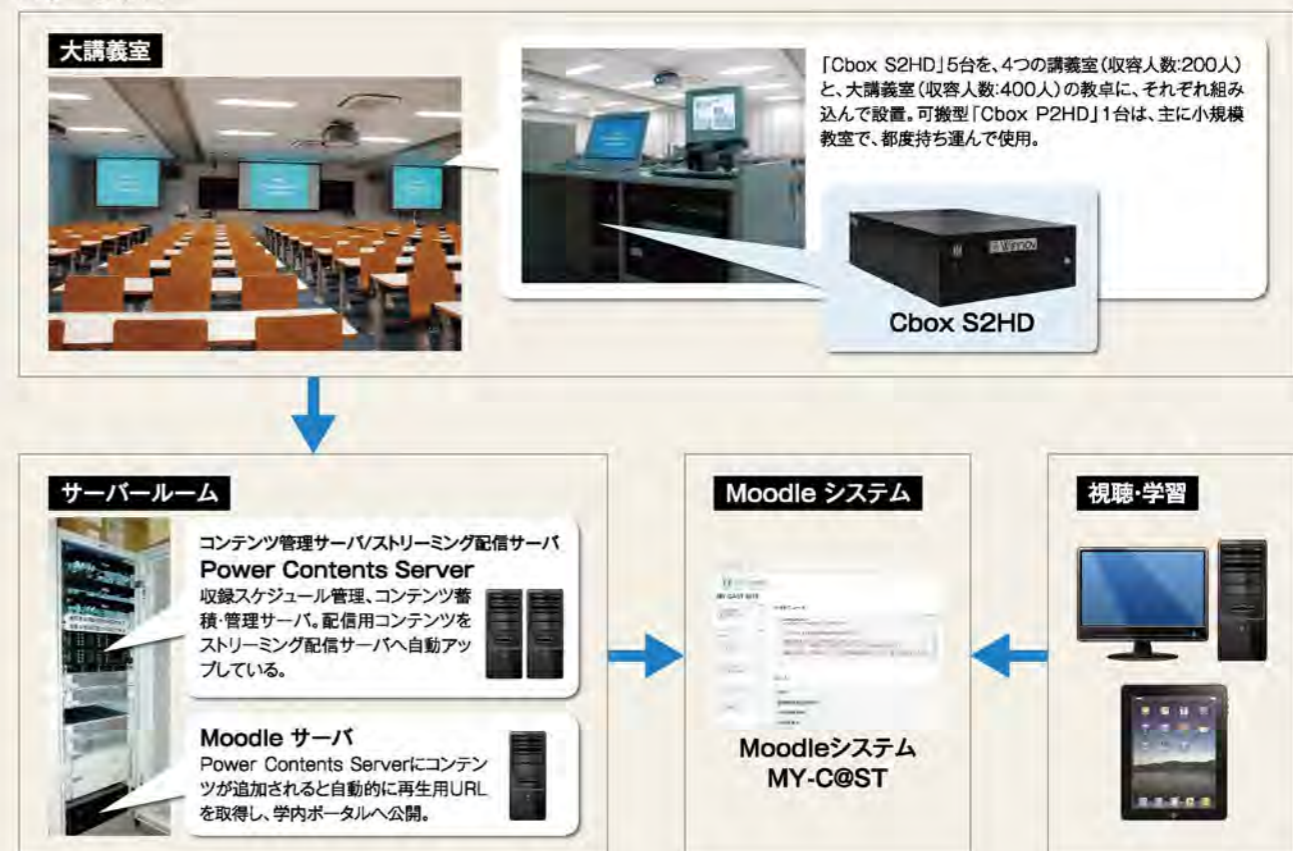 大講義室
「Cbox S2HD」5台を、4つの講義室(収容人数:200人)
と、大講義室(収容人数:400人)の教卓に、それぞれ組み
込んで設置。可搬型「Cbox P2HD」1台は、主に小規模
教室で、都度持ち運んで使用。
Winnov
Cbox S2HD
サーバールーム
コンテンツ管理サーバ/ストリーミング配信サーバ
Power Contents Server
収録スケジュール管理、コンテンツ蓄
積・管理サーバ。配信用コンテンツを
ストリーミング配信サーバへ自動アッ
プしている。
Moodle サーバ
Power Contents Serverにコンテン
ツが追加されると自動的に再生用URL
を取得し、学内ポータルへ公開。
Moodle システム
MY CAST SITE
Moodleシステム
MY-C@ST
視聴・学習